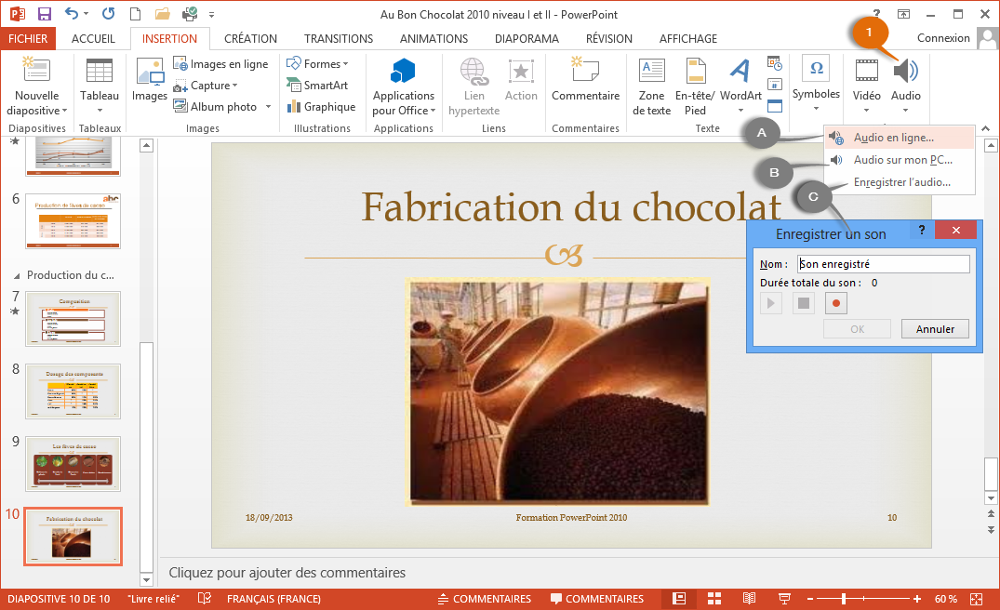 Au Bon Chocolat 2010 niveau I et II - PowerPoint
?
FICHIER
ACCUEIL
INSERTION
CRÉATION
TRANSITIONS
ANIMATIONS
DIAPORAMA
RÉVISION
AFFICHAGE
Connexion
1
Nouvelle
diapositive
Tableau
Images
Images en ligne
Capture
Album photo
Formes
SmartArt
Graphique
Applications
pour Office
Lien
hypertexte
Action
Commentaire
Zone
de texte
En-tête/
Pied
WordArt
Symboles
Vidéo
Audio
Diapositives
Tableaux
Images
Illustrations
Applications
Liens
Commentaires
Texte
A
Audio en ligne...
B
Audio sur mon PC...
C
Enregistrer l'audio...
Enregistrer un son
?
Nom :
Son enregistré
Durée totale du son : 0
OK
Annuler
6
Production de fèves de cacao
abc
Production du c...
7
Composition
8
Dosage des composants
9
Les fèves du cacao
10
Fabrication du chocolat
Fabrication du chocolat
18/09/2013
Formation PowerPoint 2010
10
Cliquez pour ajouter des commentaires
DIAPOSITIVE 10 DE 10
"Livre relié"
FRANÇAIS (FRANCE)
COMMENTAIRES
COMMENTAIRES
60 %